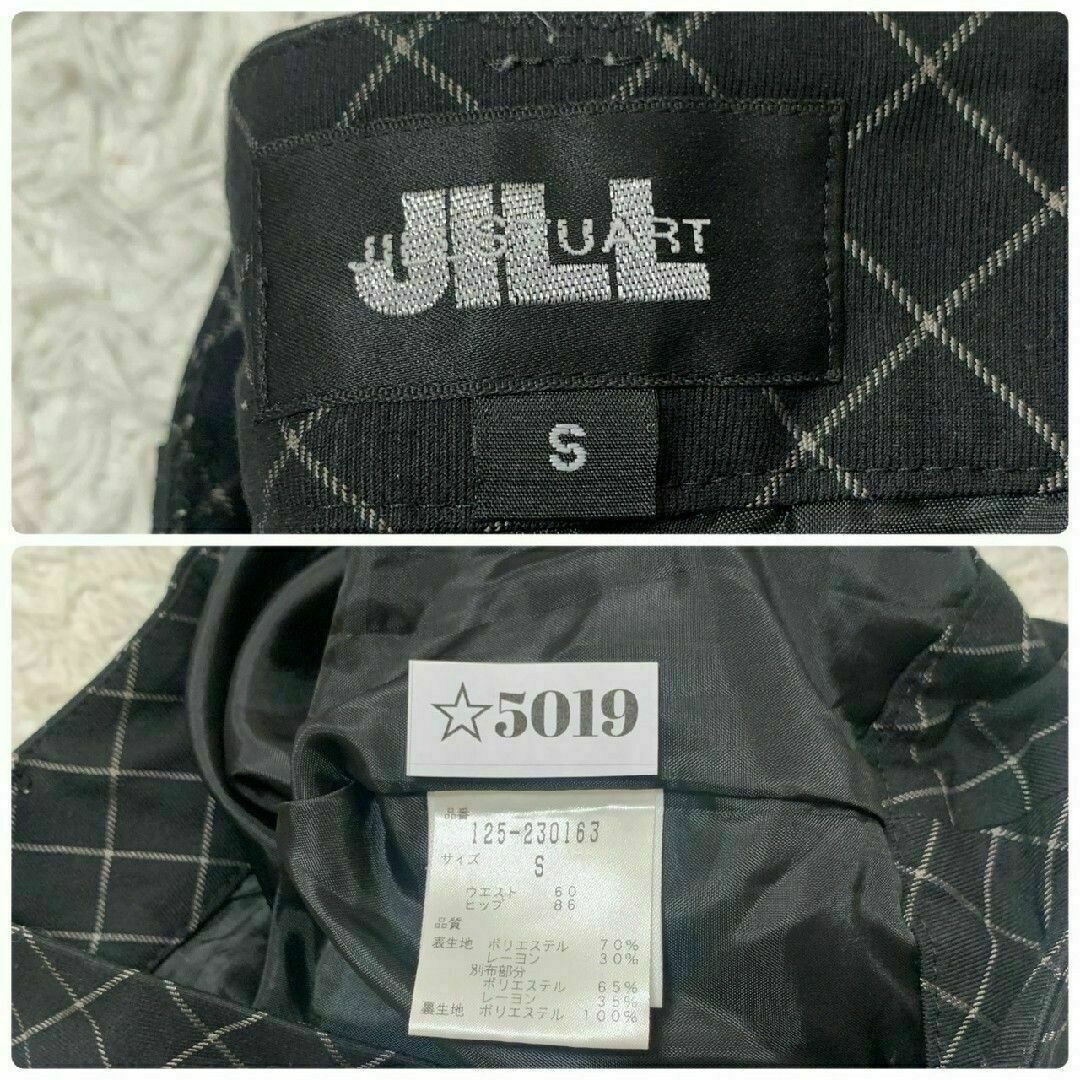 JILL
JILL STUART
S
☆5019
品番
125-230163
サイズ S
ウエスト 60
ヒップ 86
品質
表生地 ポリエステル 70%
レーヨン 30%
別布部分
ポリエステル 65%
レーヨン 35%
裏生地 ポリエステル 100%